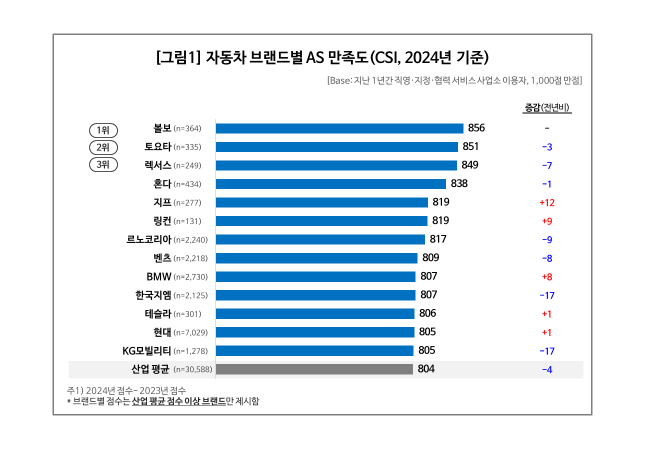 [그림1] 자동차 브랜드별 AS 만족도(CSI, 2024년 기준)
[Base: 지난 1년간 직영·지정·협력 서비스 사업소 이용자, 1,000점 만점]
증감(전년비)
1위 볼보 (n=364) 856 -
2위 토요타 (n=335) 851 -3
3위 렉서스 (n=249) 849 -7
혼다 (n=434) 838 -1
지프 (n=277) 819 +12
링컨 (n=131) 819 +9
르노코리아 (n=2,240) 817 -9
벤츠 (n=2,218) 809 -8
BMW (n=2,730) 807 +8
한국지엠 (n=2,125) 807 -17
테슬라 (n=301) 806 +1
현대 (n=7,029) 805 +1
KG모빌리티 (n=1,278) 805 -17
산업 평균 (n=30,588) 804 -4
주1) 2024년 점수- 2023년 점수
* 브랜드별 점수는 산업 평균 점수 이상 브랜드만 제시함